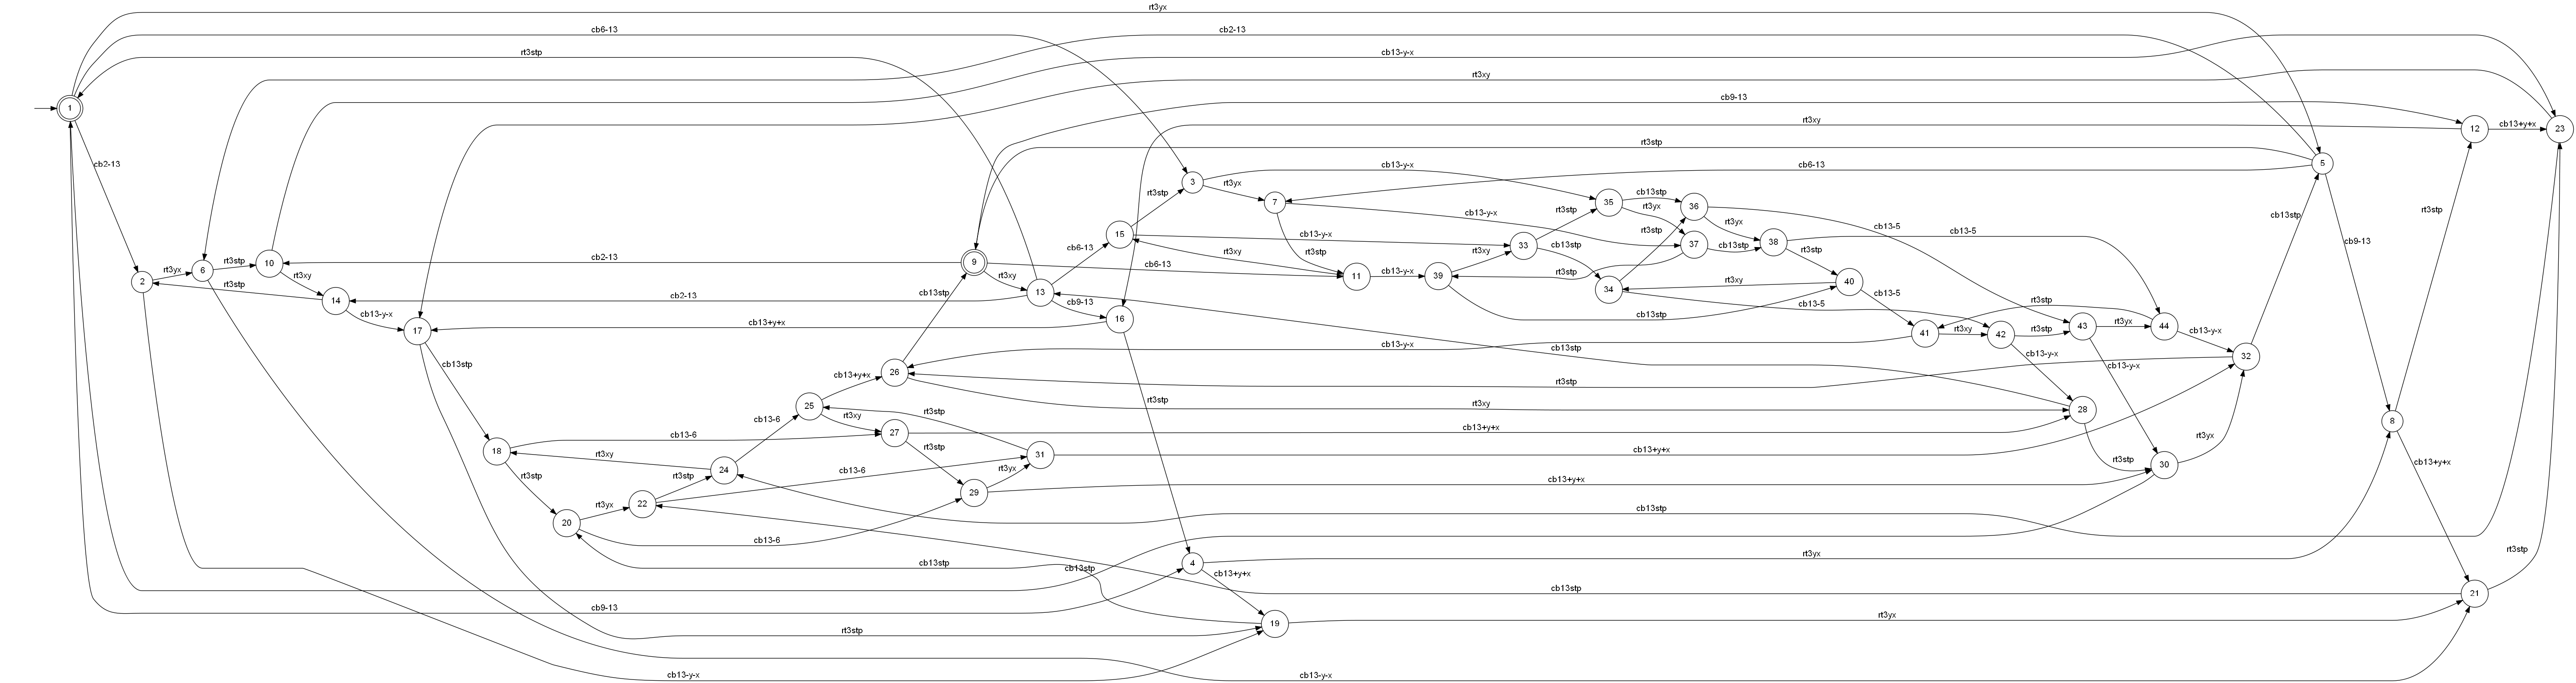 rt3yx
cb6-13
cb2-13
rt3stp
cb13-y-x
rt3xy
cb9-13
1
rt3xy
cb13+y+x
12
23
rt3stp
5
cb2-13
cb13-y-x
cb6-13
3
rt3yx
rt3stp
cb13stp
7
35
36
rt3yx
cb13-y-x
rt3stp
rt3yx
cb13-5
cb13-5
rt3stp
15
cb13-y-x
33
37
cb13stp
38
cb13stp
cb9-13
cb6-13
rt3xy
rt3stp
rt3xy
cb13stp
rt3stp
rt3stp
cb2-13
9
cb6-13
11
cb13-y-x
39
rt3stp
rt3yx
6
rt3stp
10
rt3xy
rt3xy
2
rt3stp
14
cb2-13
13
34
rt3xy
40
cb13-5
cb13stp
cb9-13
cb13-5
rt3stp
cb13-y-x
17
cb13+y+x
16
cb13stp
41
rt3xy
42
rt3stp
43
rt3yx
44
cb13-y-x
cb13-y-x
cb13stp
cb13-y-x
32
cb13stp
cb13+y+x
26
rt3stp
cb13-y-x
25
rt3stp
rt3xy
28
rt3stp
cb13-6
rt3xy
8
cb13-6
27
cb13+y+x
rt3stp
18
rt3xy
24
rt3stp
31
cb13+y+x
rt3stp
30
rt3yx
cb13+y+x
rt3stp
rt3stp
cb13-6
rt3yx
29
cb13+y+x
22
rt3yx
20
cb13stp
cb13-6
rt3stp
rt3yx
cb13stp
cb13stp
4
cb13+y+x
cb13stp
21
cb9-13
19
rt3yx
rt3stp
cb13-y-x
cb13-y-x